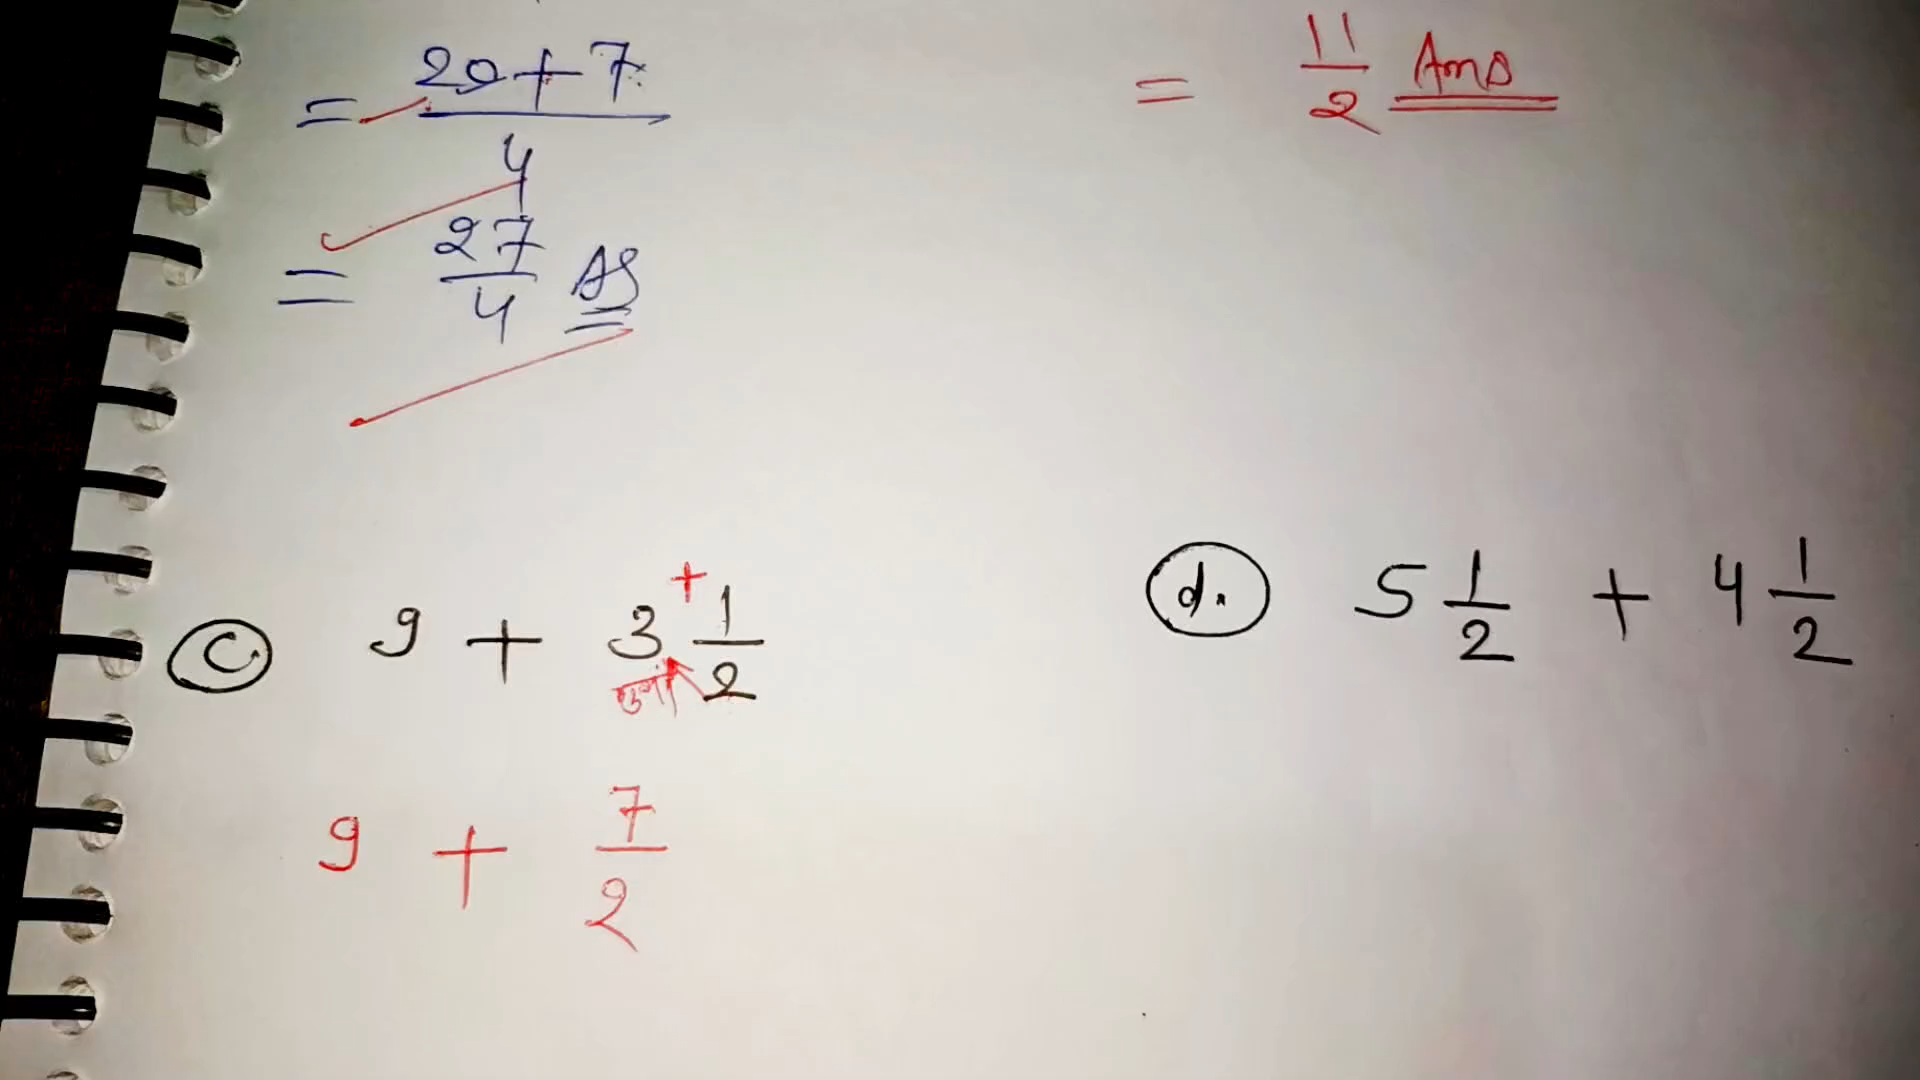 = 20 + 7 / 4
= 27/4 As
= 11/2 Ans
c. 9 + 3 1/2
+
गुणा
9 + 7/2
d. 5 1/2 + 4 1/2